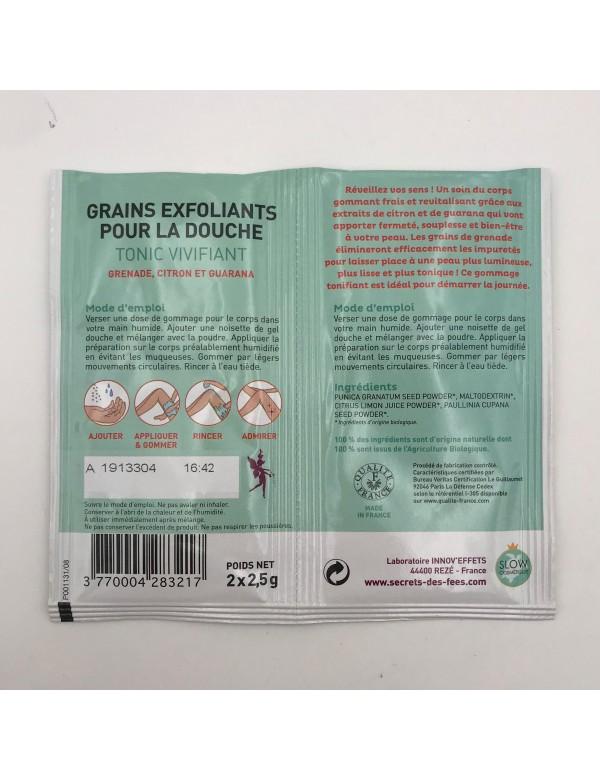 GRAINS EXFOLIANTS
POUR LA DOUCHE
TONIC VIVIFIANT
GRENADE, CITRON ET GUARANA
Mode d'emploi
Verser une dose de gommage pour le corps dans
votre main humide. Ajouter une noisette de gel
douche et mélanger avec la poudre. Appliquer la
préparation sur le corps préalablement humidifié
en évitant les muqueuses. Gommer par légers
mouvements circulaires. Rincer à l'eau tiède.
AJOUTER
APPLIQUER
& GOMMER
RINCER
ADMIRER
A 1913304 16:42
Suivre le mode d'emploi. Ne pas avaler ni inhaler.
Conserver à l'abri de la chaleur et de l'humidité.
À utiliser immédiatement après mélange.
Ne pas conserver l'excédent de produit. Ne pas respirer les poussières.
P001131/08
3 770004 283217
POIDS NET
2 x 2,5g
Réveillez vos sens ! Un soin du corps
gommant frais et revitalisant grâce aux
extraits de citron et de guarana qui vont
apporter fermeté, souplesse et bien-être
à votre peau. Les grains de grenade
élimineront efficacement les impuretés
pour laisser place à une peau plus lumineuse,
plus lisse et plus tonique ! Ce gommage
tonifiant est idéal pour démarrer la journée.
Mode d'emploi
Verser une dose de gommage pour le corps dans
votre main humide. Ajouter une noisette de gel
douche et mélanger avec la poudre. Appliquer la
préparation sur le corps préalablement humidifié
en évitant les muqueuses. Gommer par légers
mouvements circulaires. Rincer à l'eau tiède.
Ingrédients
PUNICA GRANATUM SEED POWDER*, MALTODEXTRIN*,
CITRUS LIMON JUICE POWDER*, PAULLINIA CUPANA
SEED POWDER*.
* Ingrédients d'origine biologique.
100 % des ingrédients sont d'origine naturelle dont
100 % sont issus de l'Agriculture Biologique.
QUALITE
F
FRANCE
MADE
IN FRANCE
Procédé de fabrication contrôlé.
Caractéristiques certifiées par
Bureau Veritas Certification Le Guillaumet
92046 Paris La Défense Cedex
selon le référentiel I-305 disponible
sur www.qualite-france.com
Laboratoire INNOV'EFFETS
44400 REZÉ - France
www.secrets-des-fees.com
SLOW
COSMÉTIQUE